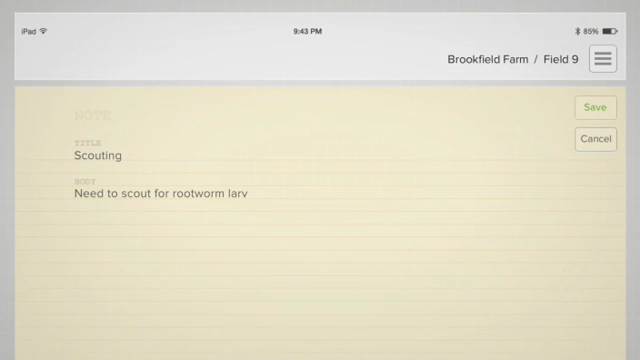 iPad 9:43 PM 85%
Brookfield Farm / Field 9
NOTE
Save
TITLE
Scouting
Cancel
BODY
Need to scout for rootworm larv